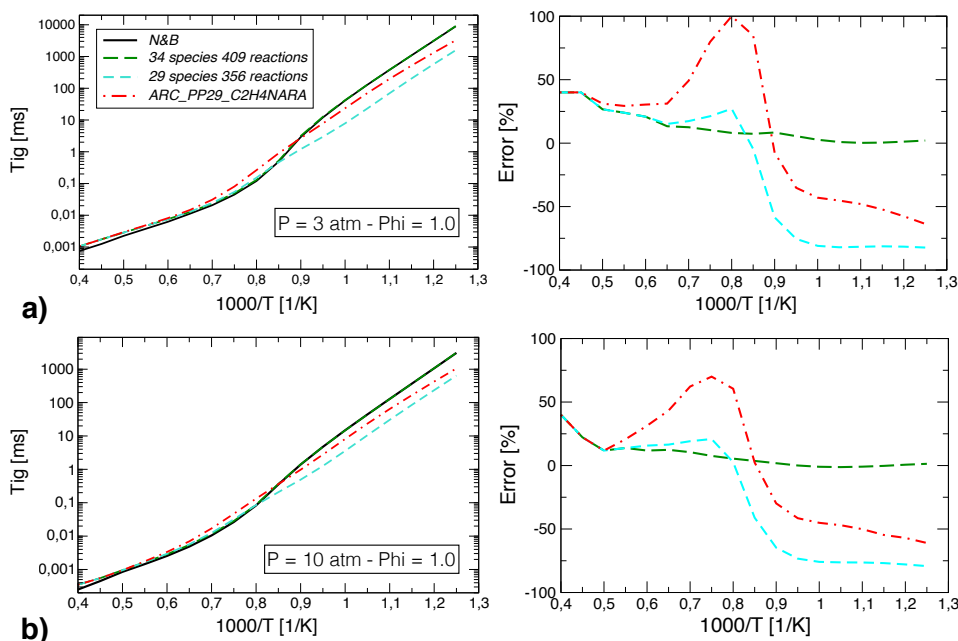 10000
1000
100
10
1
0,1
0,01
0,001
Tig [ms]
N&B
34 species 409 reactions
29 species 356 reactions
ARC_PP29_C2H4NARA
P = 3 atm - Phi = 1.0
0,4 0,5 0,6 0,7 0,8 0,9 1 1,1 1,2 1,3
1000/T [1/K]
a)
100
50
0
-50
-100
Error [%]
0,4 0,5 0,6 0,7 0,8 0,9 1 1,1 1,2 1,3
1000/T [1/K]
1000
100
10
1
0,1
0,01
0,001
Tig [ms]
P = 10 atm - Phi = 1.0
0,4 0,5 0,6 0,7 0,8 0,9 1 1,1 1,2 1,3
1000/T [1/K]
b)
100
50
0
-50
-100
Error [%]
0,4 0,5 0,6 0,7 0,8 0,9 1 1,1 1,2 1,3
1000/T [1/K]